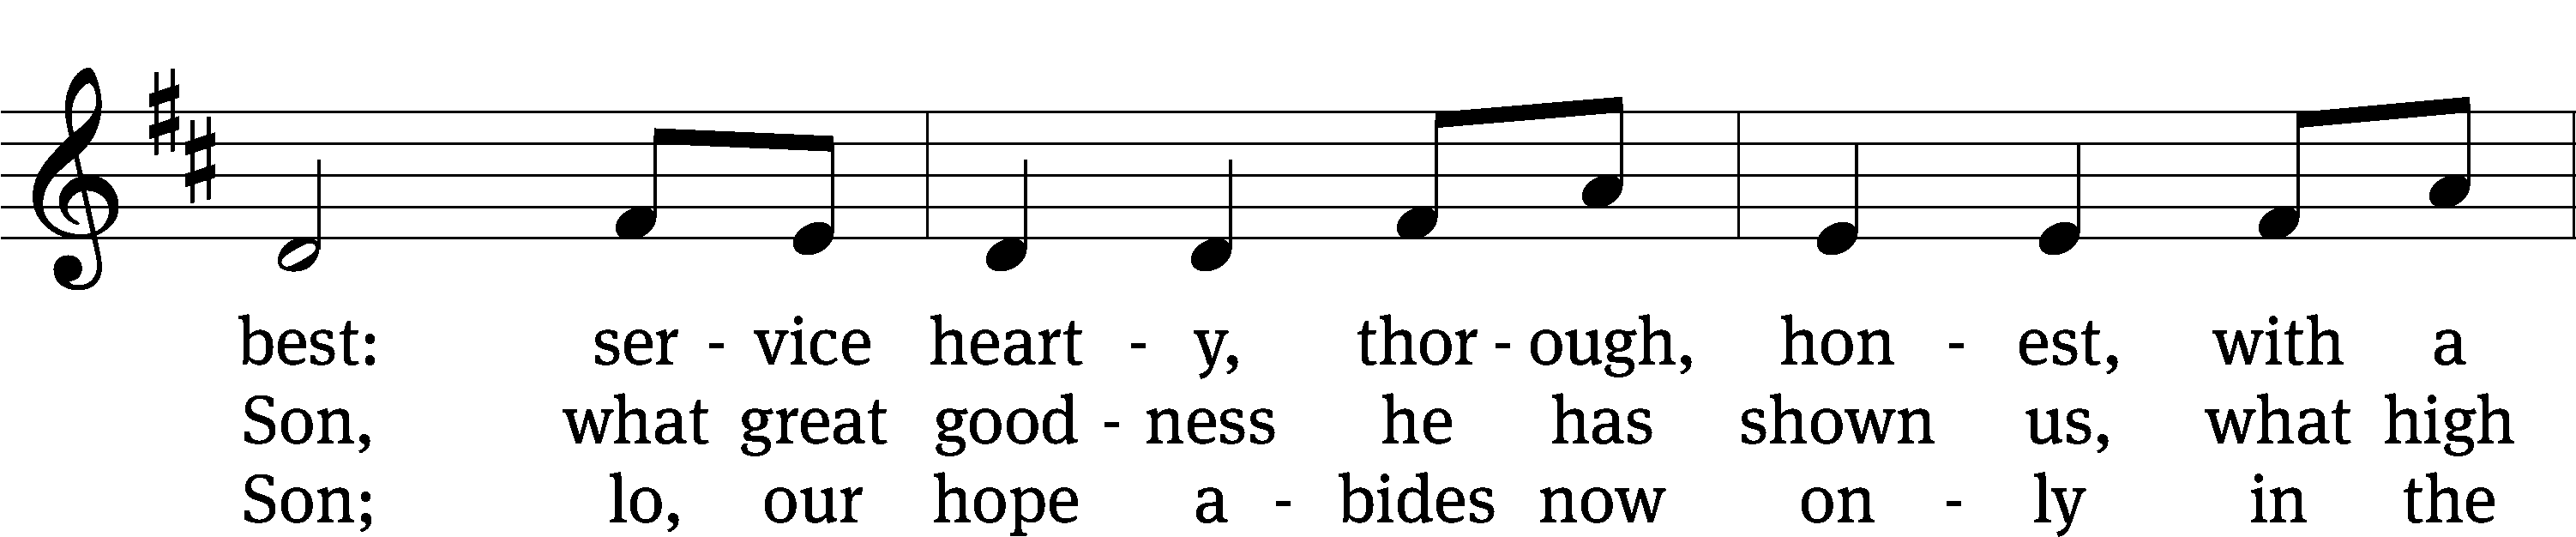 best: ser - vice heart - y, thor - ough, hon - est, with a
Son, what great good - ness he has shown us, what high
Son; lo, our hope a - bides now on - ly in the